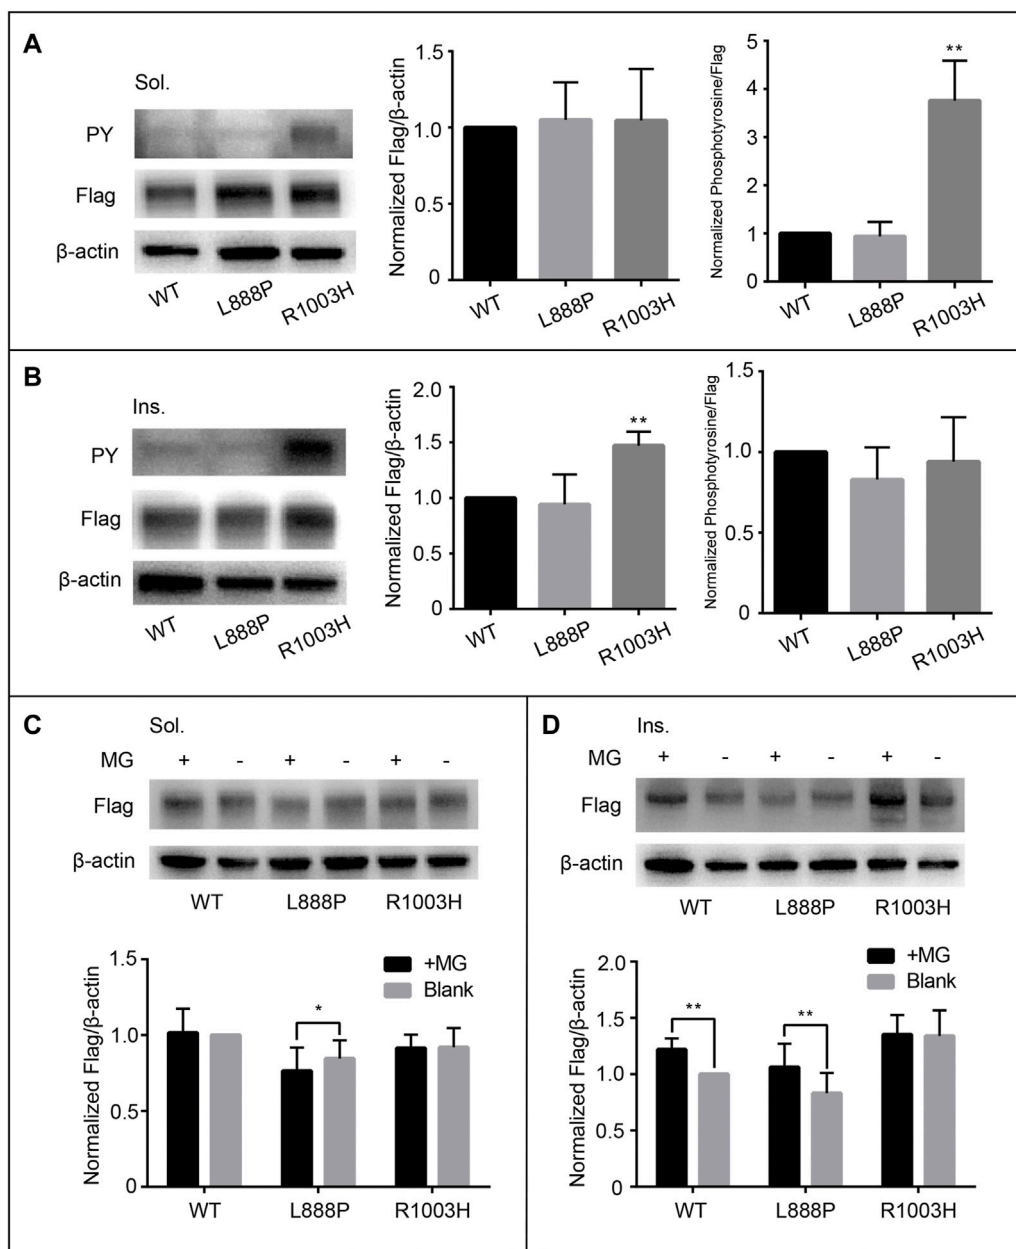 A
Sol.
PY
Flag
β-actin
WT
L888P
R1003H
Normalized Flag/β-actin
1.5
1.0
0.5
0
WT
L888P
R1003H
Normalized Phosphotyrosine/Flag
5
4
3
2
1
0
**
WT
L888P
R1003H
B
Ins.
PY
Flag
β-actin
WT
L888P
R1003H
Normalized Flag/β-actin
2.0
1.5
1.0
0.5
0
**
WT
L888P
R1003H
Normalized Phosphotyrosine/Flag
1.5
1.0
0.5
0
WT
L888P
R1003H
C
Sol.
MG + - + - + -
Flag
β-actin
WT L888P R1003H
Normalized Flag/β-actin
1.5
1.0
0.5
0
+MG
Blank
*
WT L888P R1003H
D
Ins.
MG + - + - + -
Flag
β-actin
WT L888P R1003H
Normalized Flag/β-actin
2.0
1.5
1.0
0.5
0
+MG
Blank
** **
WT L888P R1003H